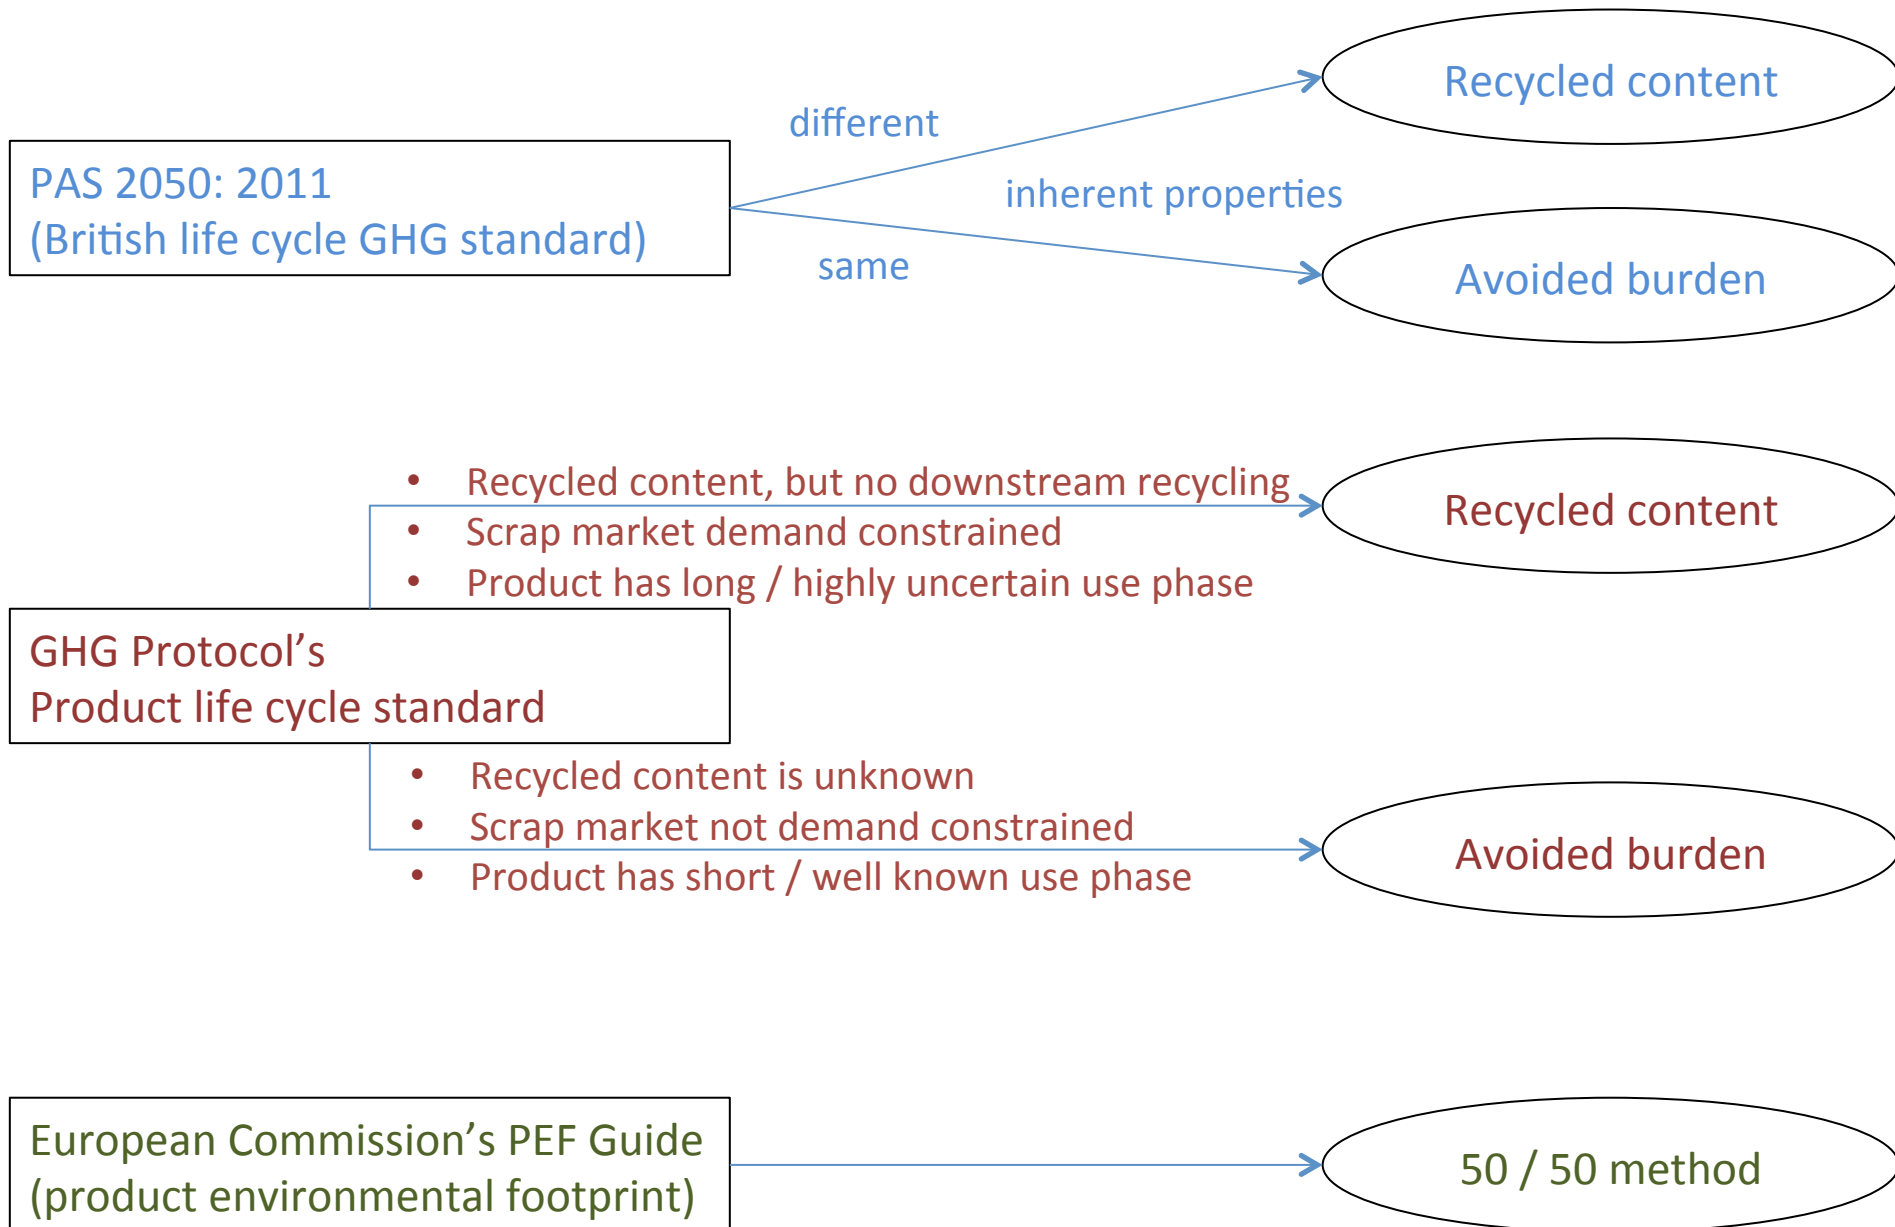 Recycled content
different
PAS 2050: 2011
(British life cycle GHG standard)
inherent properties
same
Avoided burden
• Recycled content, but no downstream recycling
• Scrap market demand constrained
• Product has long / highly uncertain use phase
Recycled content
GHG Protocol’s
Product life cycle standard
• Recycled content is unknown
• Scrap market not demand constrained
• Product has short / well known use phase
Avoided burden
European Commission’s PEF Guide
(product environmental footprint)
50 / 50 method